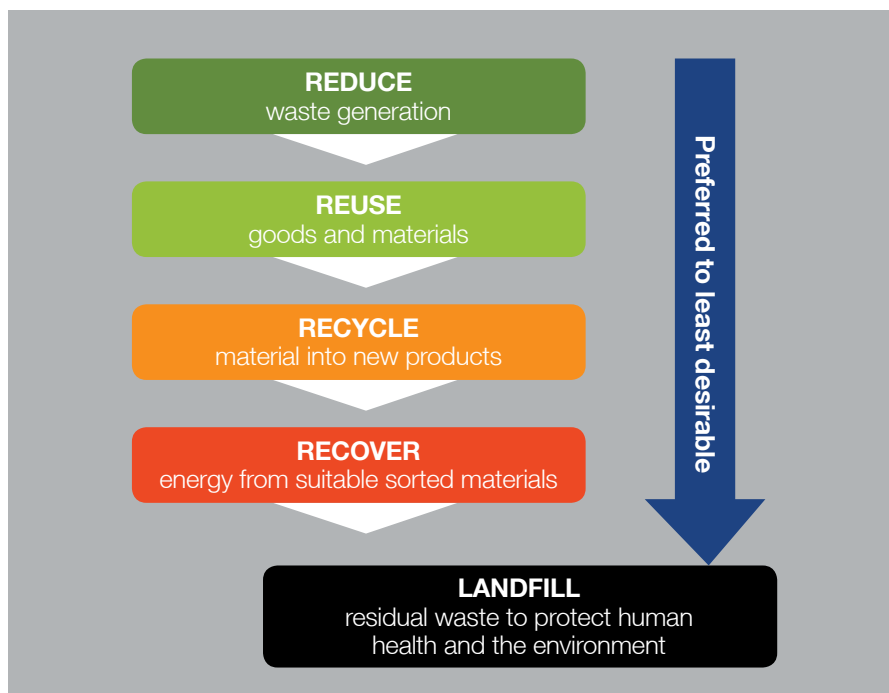 REDUCE
waste generation
REUSE
goods and materials
RECYCLE
material into new products
RECOVER
energy from suitable sorted materials
LANDFILL
residual waste to protect human
health and the environment
Preferred to least desirable